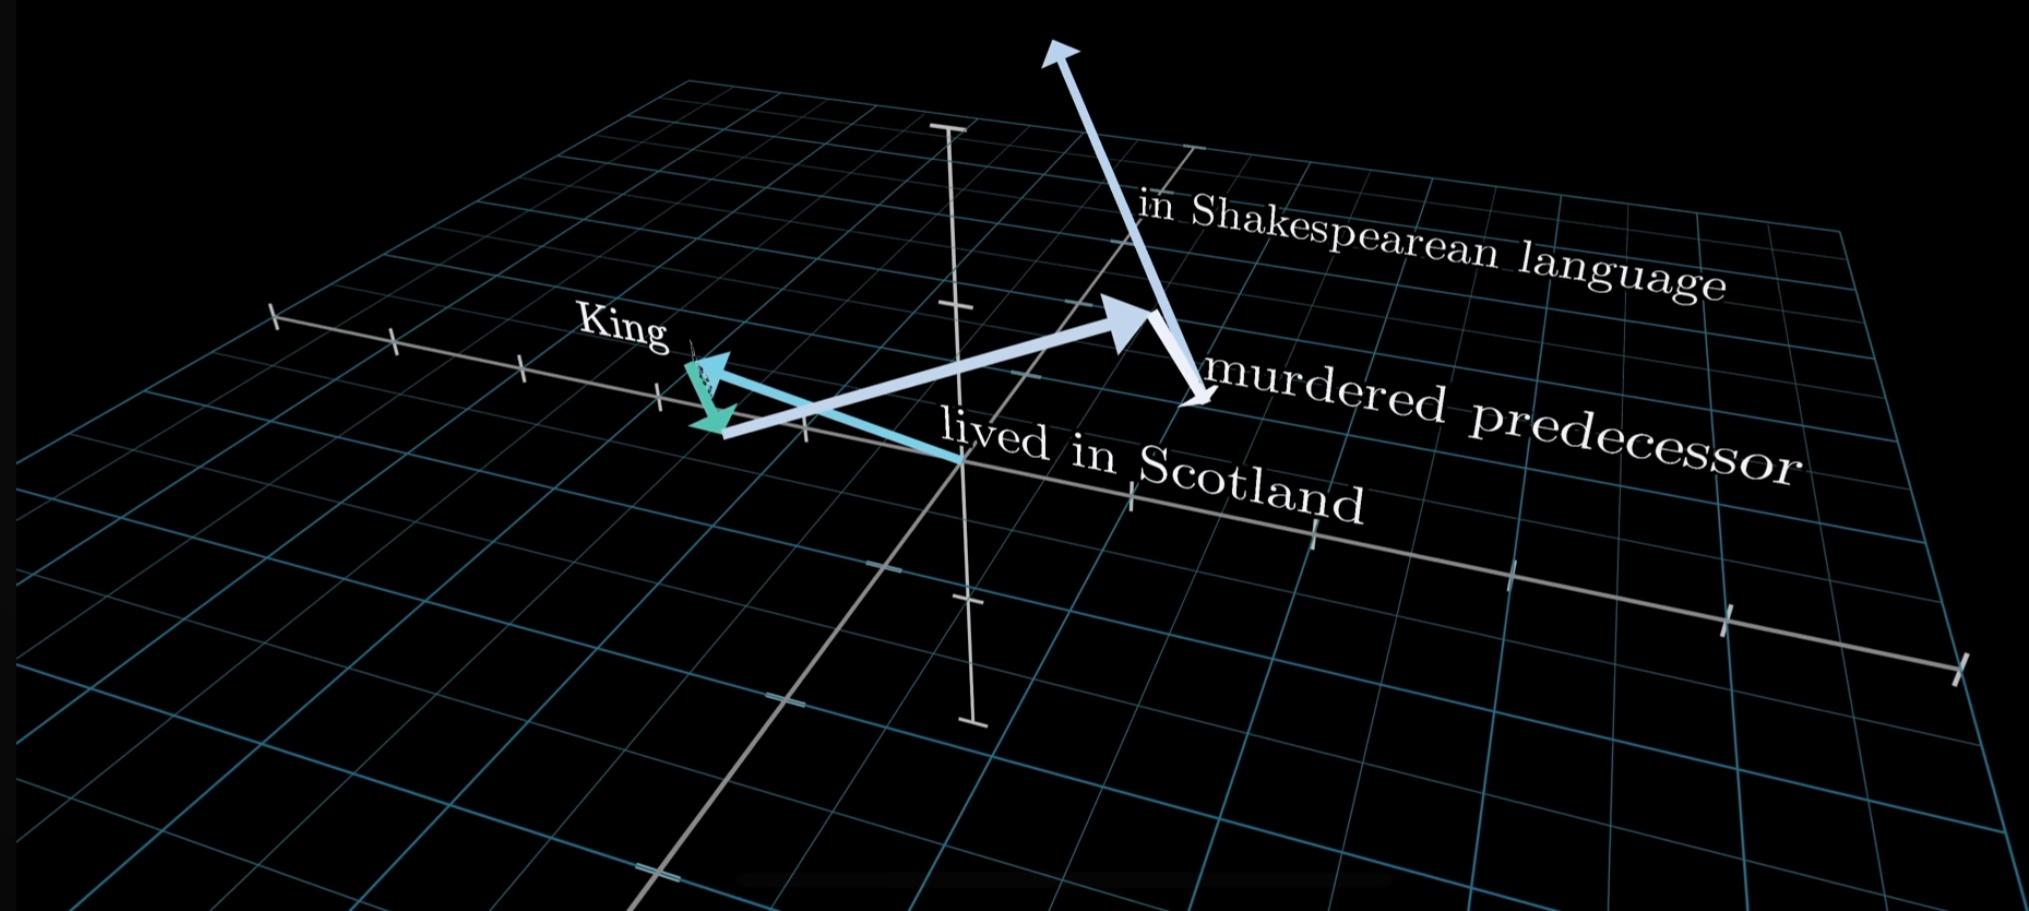 in Shakespearean language
King
murdered predecessor
lived in Scotland